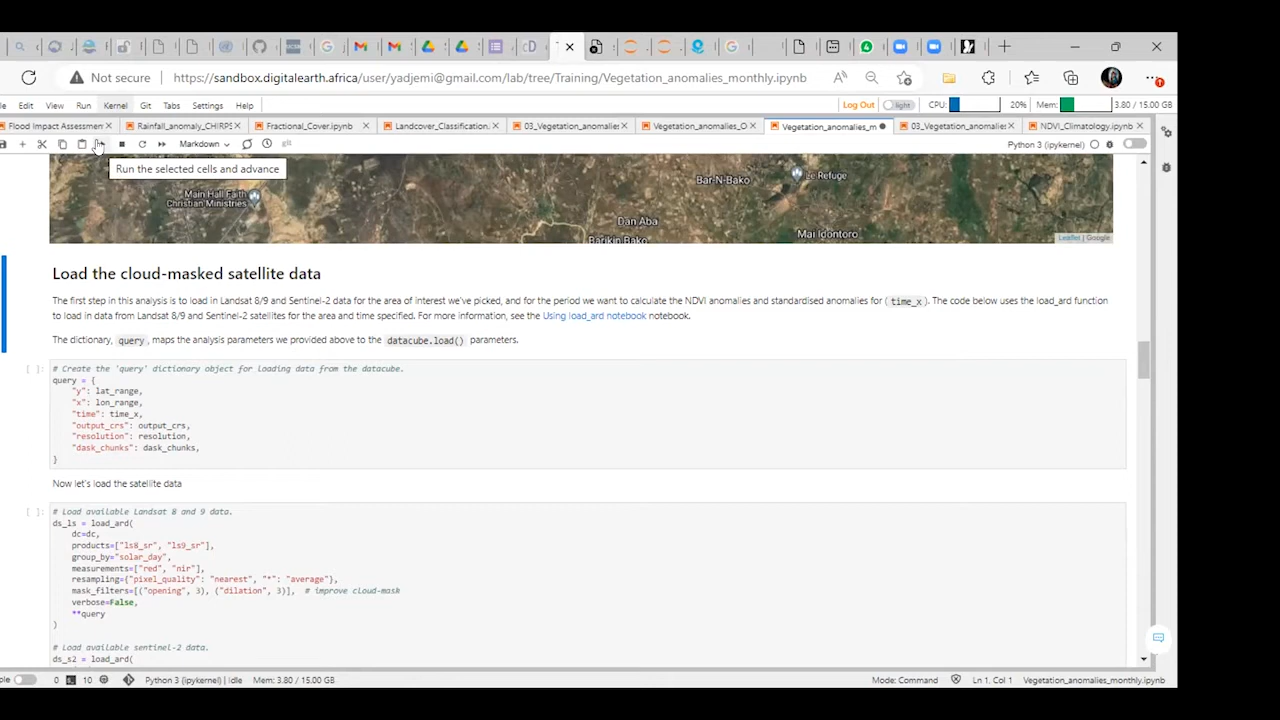 Not secure
https://sandbox.digitalearth.africa/user/yadjemi@gmail.com/lab/tree/Training/Vegetation_anomalies_monthly.ipynb
le Edit View Run Kernel Git Tabs Settings Help
Log Out light CPU: 20% Mem: 3.80 / 15.00 GB
Flood Impact Assessmen Rainfall_anomaly_CHIRPS Fractional_Cover.ipynb Landcover_Classification. 03_Vegetation_anomalies Vegetation_anomalies_O Vegetation_anomalies_m 03_Vegetation_anomalies NDVI_Climatology.ipynb
Markdown git Python 3 (ipykernel)
Run the selected cells and advance
Main Hall Faith
Christian Ministries
Bar-N-Bako
Le Refuge
Dan Aba
Barikin Bako
Mai Idontoro
Leaflet | Google
Load the cloud-masked satellite data
The first step in this analysis is to load in Landsat 8/9 and Sentinel-2 data for the area of interest we've picked, and for the period we want to calculate the NDVI anomalies and standardised anomalies for ( time_x ). The code below uses the load_ard function
to load in data from Landsat 8/9 and Sentinel-2 satellites for the area and time specified. For more information, see the Using load_ard notebook notebook.
The dictionary, query , maps the analysis parameters we provided above to the datacube.load() parameters.
[ ]: # Create the 'query' dictionary object for loading data from the datacube.
query = {
"y": lat_range,
"x": lon_range,
"time": time_x,
"output_crs": output_crs,
"resolution": resolution,
"dask_chunks": dask_chunks,
}
Now let's load the satellite data
[ ]: # Load available Landsat 8 and 9 data.
ds_ls = load_ard(
dc=dc,
products=["ls8_sr", "ls9_sr"],
group_by="solar_day",
measurements=["red", "nir"],
resampling={"pixel_quality": "nearest", "*": "average"},
mask_filters=[("opening", 3), ("dilation", 3)], # improve cloud-mask
verbose=False,
**query
)
# Load available sentinel-2 data.
ds_s2 = load_ard(
ple 0 10 Python 3 (ipykernel) | Idle Mem: 3.80 / 15.00 GB Mode: Command Ln 1, Col 1 Vegetation_anomalies_monthly.ipynb